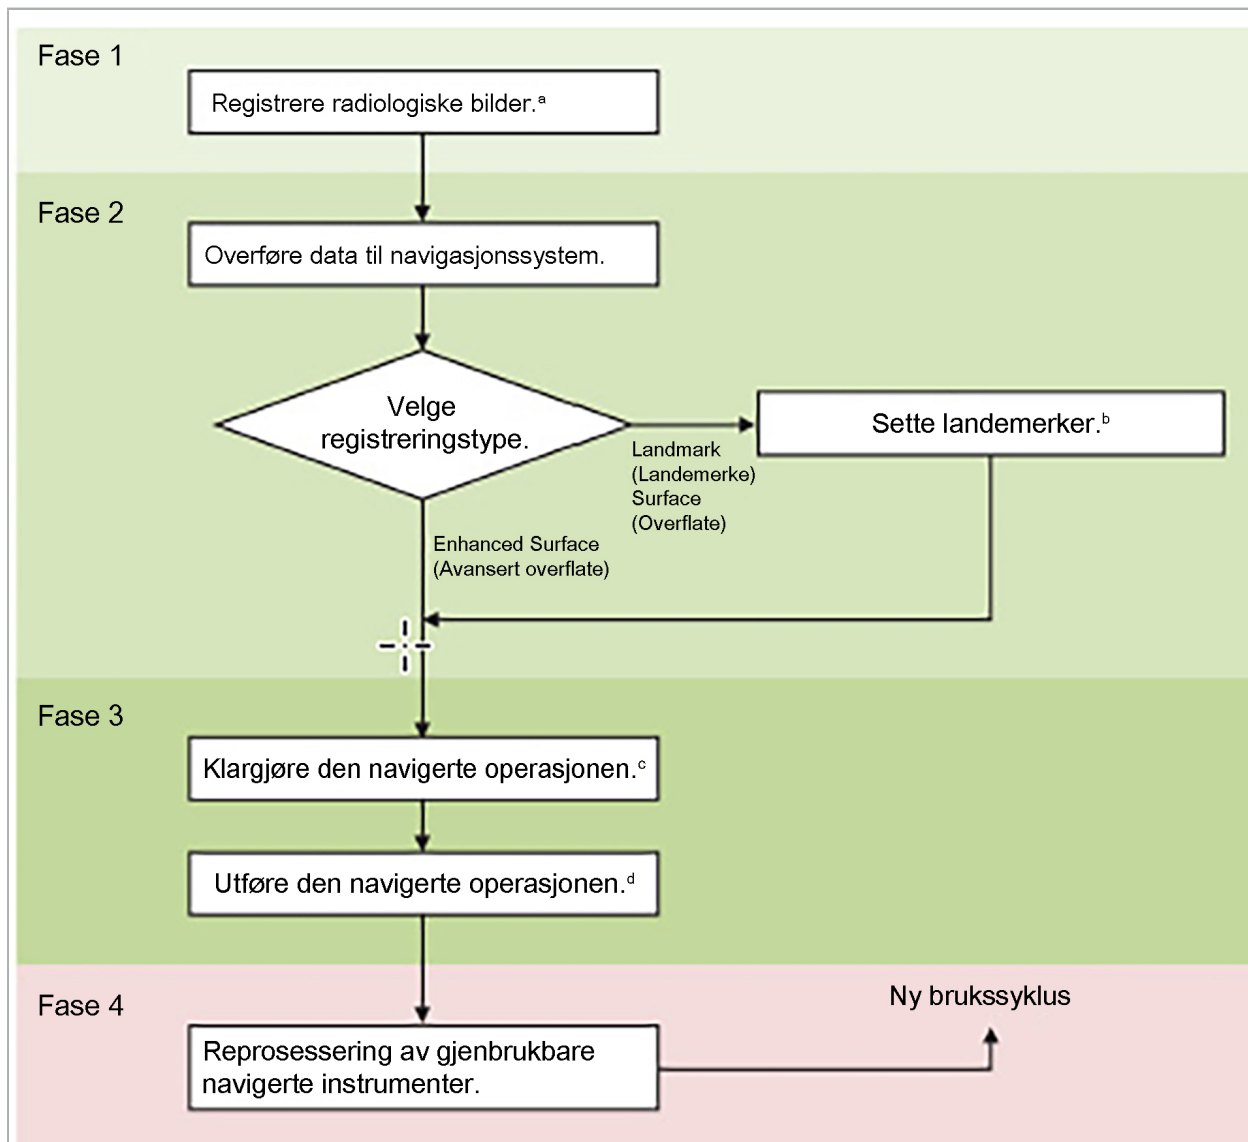 Fase 1
Registrere radiologiske bilder.ᵃ
Fase 2
Overføre data til navigasjonssystem.
Velge
registreringstype.
Sette landemerker.ᵇ
Landmark
(Landemerke)
Surface
(Overflate)
Enhanced Surface
(Avansert overflate)
Fase 3
Klargjøre den navigerte operasjonen.ᶜ
Utføre den navigerte operasjonen.ᵈ
Fase 4
Ny brukssyklus
Reprosessering av gjenbrukbare
navigerte instrumenter.